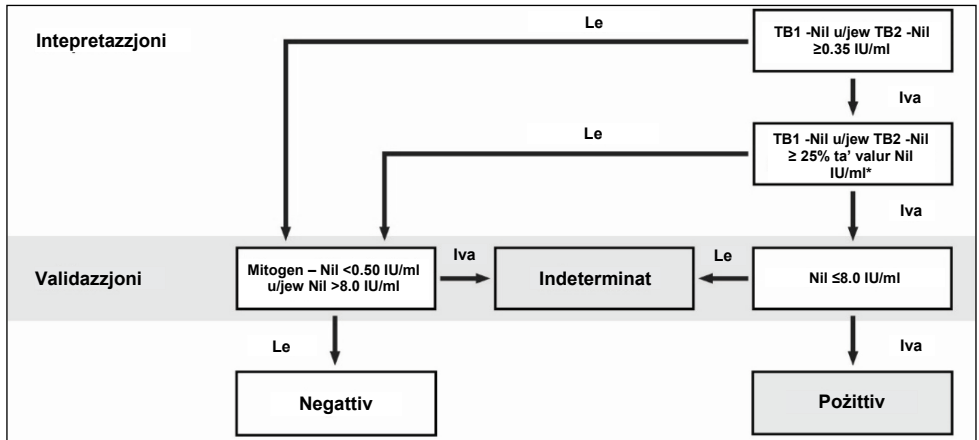 Intepretazzjoni
Le
TB1 -Nil u/jew TB2 -Nil
≥0.35 IU/ml
Iva
Le
TB1 -Nil u/jew TB2 -Nil
≥ 25% ta’ valur Nil
IU/ml*
Iva
Validazzjoni
Mitogen – Nil <0.50 IU/ml
u/jew Nil >8.0 IU/ml
Iva
Indeterminat
Le
Nil ≤8.0 IU/ml
Le
Iva
Negattiv
Pożittiv